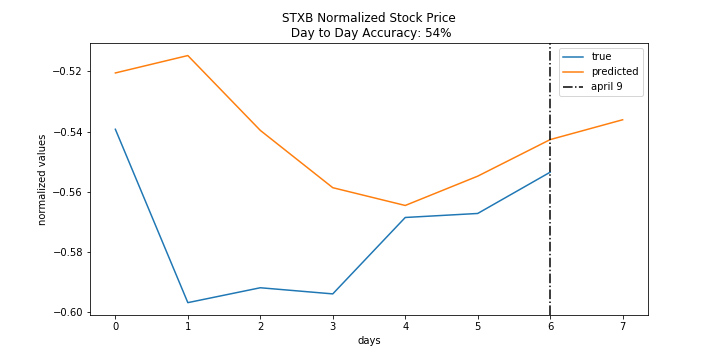 STXB Normalized Stock Price
Day to Day Accuracy: 54%
normalized values
−0.52
−0.54
−0.56
−0.58
−0.60
0 1 2 3 4 5 6 7
days
true
predicted
april 9